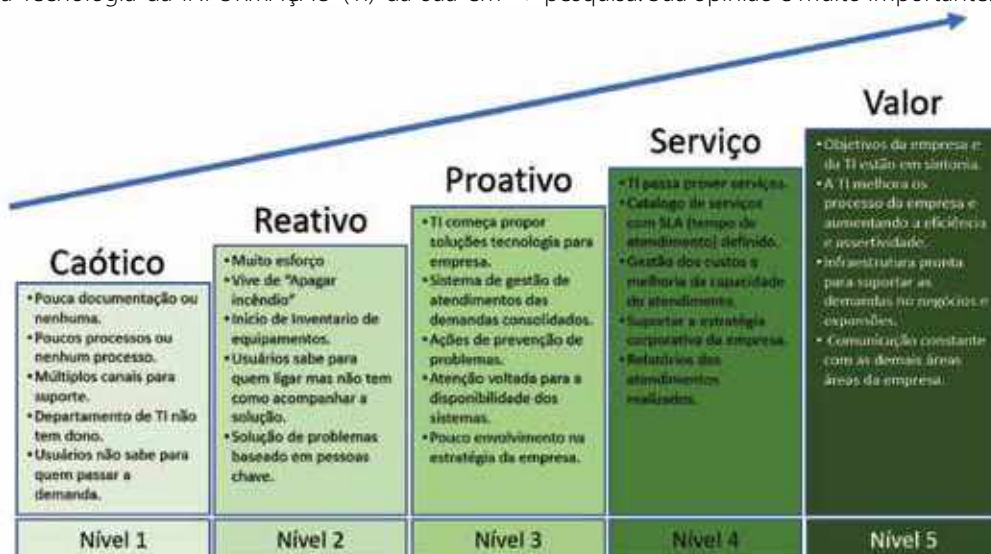 pesquisa. Sua opinião é muito importante.
Valor
• Objetivos da empresa e
da TI estão em sintonia.
• A TI melhora os
processo da empresa e
aumentando a eficiência
e assertividade.
• Infraestrutura pronta
para suportar as
demandas no negócios e
expansões.
• Comunicação constante
com as demais áreas
áreas da empresa.
Serviço
• TI passa prover serviços.
• Catalogo de serviços
com SLA (tempo de
atendimento) definido.
• Gestão dos custos e
melhoria da capacidade
do atendimento.
• Suportar a estratégia
corporativa da empresa.
• Relatórios dos
atendimentos
realizados.
Proativo
• TI começa propor
soluções tecnologia para
empresa.
• Sistema de gestão de
atendimentos das
demandas consolidados.
• Ações de prevenção de
problemas.
• Atenção voltada para a
disponibilidade dos
sistemas.
• Pouco envolvimento na
estratégia da empresa.
Reativo
• Muito esforço
• Vive de "Apagar
incêndio"
• Inicio de Inventario de
equipamentos.
• Usuários sabe para
quem ligar mas não tem
como acompanhar a
solução.
• Solução de problemas
baseado em pessoas
chave.
Caótico
• Pouca documentação ou
nenhuma.
• Poucos processos ou
nenhum processo.
• Múltiplos canais para
suporte.
• Departamento de TI não
tem dono.
• Usuários não sabe para
quem passar a
demanda.
Nível 1
Nível 2
Nível 3
Nível 4
Nível 5